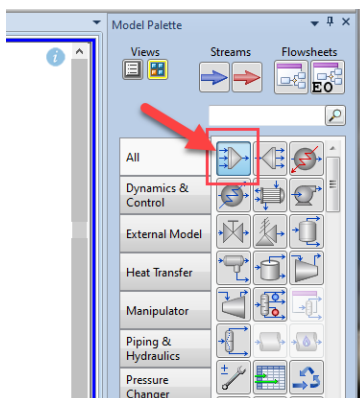 Model Palette
Views
Streams
Flowsheets
EO
All
Dynamics &
Control
External Model
Heat Transfer
Manipulator
Piping &
Hydraulics
Pressure
Changer